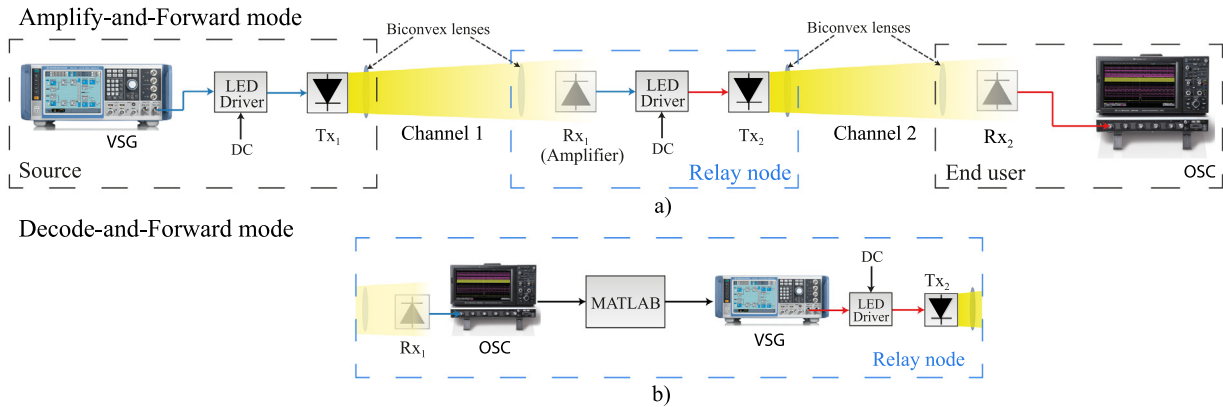 Amplify-and-Forward mode
Biconvex lenses
Biconvex lenses
LED
Driver
DC
VSG
Tx1
Channel 1
Rx1
(Amplifier)
LED
Driver
DC
Tx2
Channel 2
Rx2
OSC
Source
Relay node
End user
a)
Decode-and-Forward mode
Rx1
OSC
MATLAB
VSG
DC
LED
Driver
Tx2
Relay node
b)